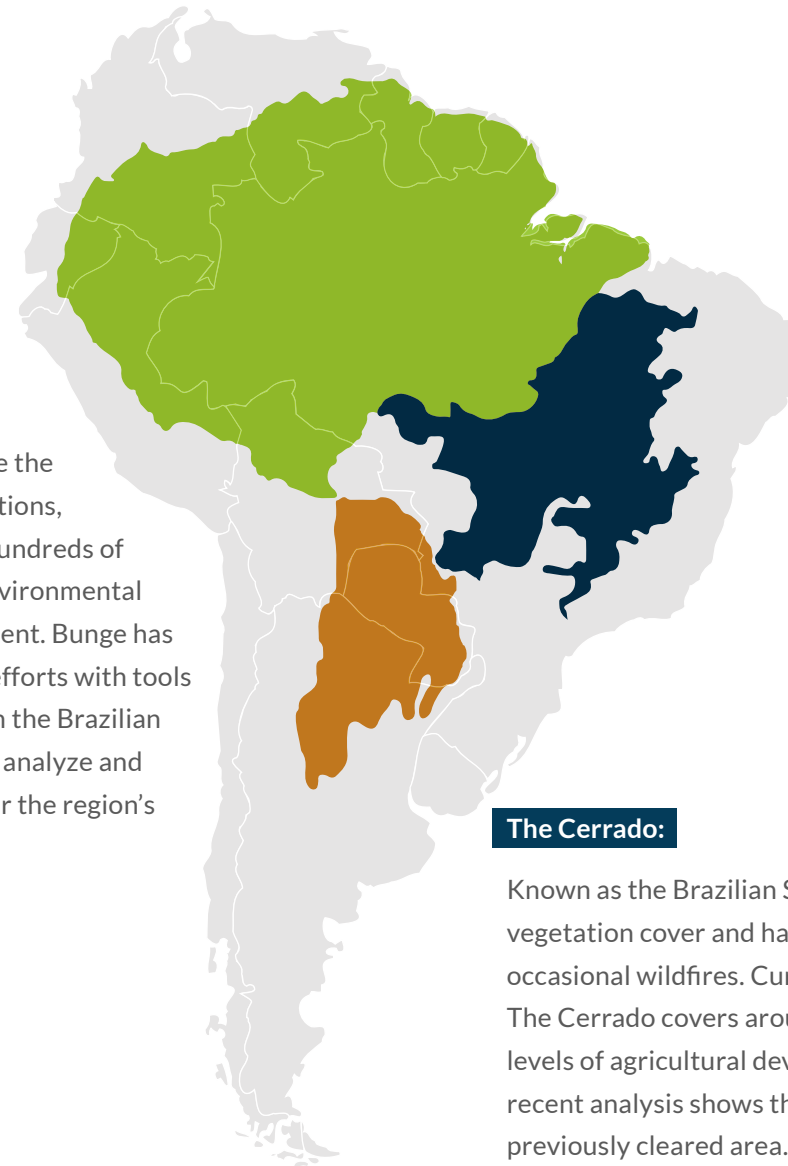 e the
tions,
undreds of
vironmental
ent. Bunge has
efforts with tools
n the Brazilian
analyze and
r the region's
The Cerrado:
Known as the Brazilian S
vegetation cover and ha
occasional wildfires. Cur
The Cerrado covers arou
levels of agricultural dev
recent analysis shows th
previously cleared area.